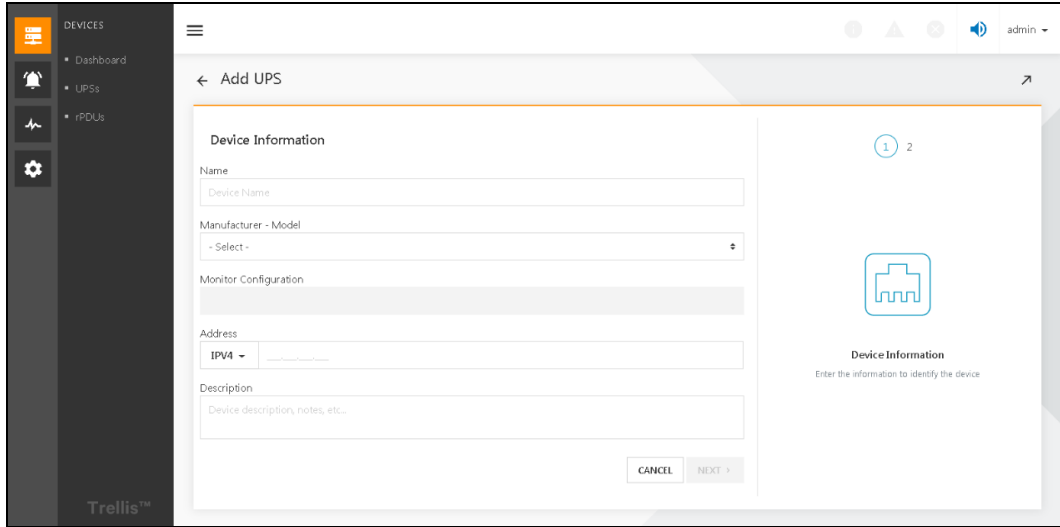 DEVICES
Dashboard
UPSs
rPDUs
Trellis™
admin
Add UPS
Device Information
Name
Device Name
Manufacturer - Model
- Select -
Monitor Configuration
Address
IPV4
Description
Device description, notes, etc...
CANCEL
NEXT >
1 2
Device Information
Enter the information to identify the device